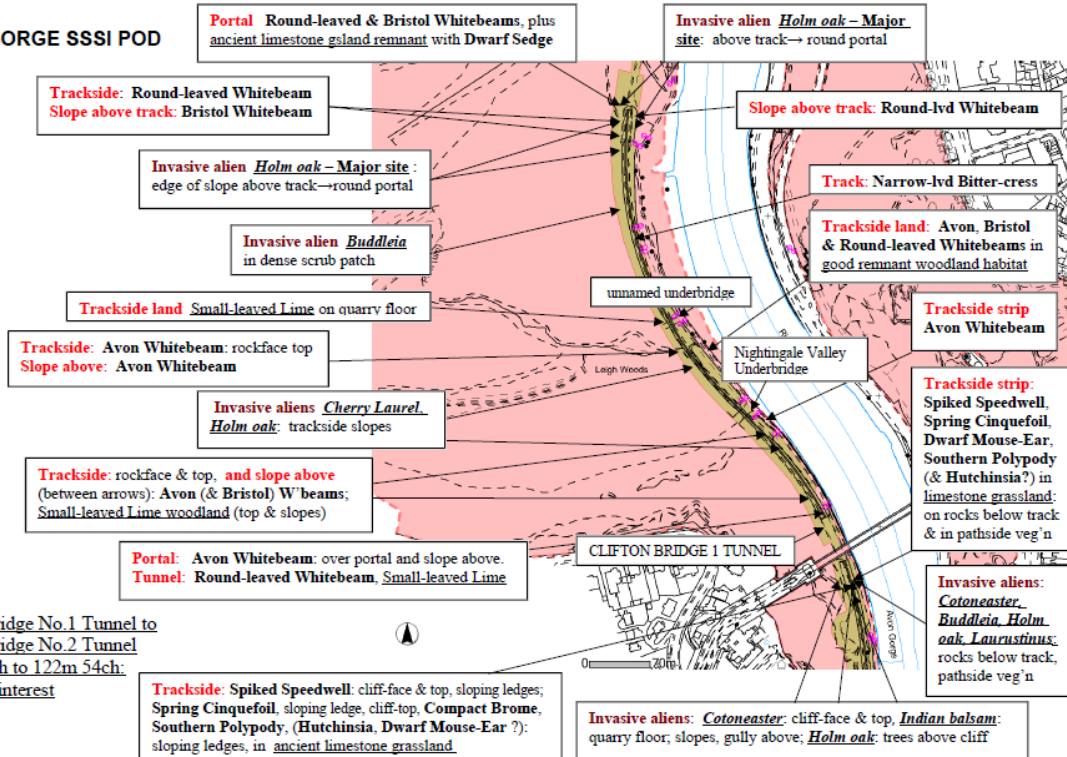 ORGE SSSI POD
Portal Round-leaved & Bristol Whitebeams, plus
ancient limestone gsland remnant with Dwarf Sedge
Invasive alien Holm oak – Major
site: above track→ round portal
Trackside: Round-leaved Whitebeam
Slope above track: Bristol Whitebeam
Slope above track: Round-lvd Whitebeam
Invasive alien Holm oak – Major site :
edge of slope above track→round portal
Track: Narrow-lvd Bitter-cress
Trackside land: Avon, Bristol
& Round-leaved Whitebeams in
good remnant woodland habitat
Invasive alien Buddleia
in dense scrub patch
unnamed underbridge
Trackside land Small-leaved Lime on quarry floor
Trackside strip
Avon Whitebeam
Trackside: Avon Whitebeam: rockface top
Slope above: Avon Whitebeam
Nightingale Valley
Underbridge
Leigh Woods
Trackside strip:
Spiked Speedwell,
Spring Cinquefoil,
Dwarf Mouse-Ear,
Southern Polypody
(& Hutchinsia?) in
limestone grassland:
on rocks below track
& in pathside veg'n
Invasive aliens Cherry Laurel,
Holm oak: trackside slopes
Trackside: rockface & top, and slope above
(between arrows): Avon (& Bristol) W'beams;
Small-leaved Lime woodland (top & slopes)
CLIFTON BRIDGE 1 TUNNEL
Portal: Avon Whitebeam: over portal and slope above.
Tunnel: Round-leaved Whitebeam, Small-leaved Lime
Invasive aliens:
Cotoneaster,
Buddleia, Holm
oak, Laurustinus:
rocks below track,
pathside veg'n
Avon Gorge
idge No.1 Tunnel to
idge No.2 Tunnel
h to 122m 54ch:
interest
0 70m
Trackside: Spiked Speedwell: cliff-face & top, sloping ledges;
Spring Cinquefoil, sloping ledge, cliff-top, Compact Brome,
Southern Polypody, (Hutchinsia, Dwarf Mouse-Ear ?):
sloping ledges, in ancient limestone grassland
Invasive aliens: Cotoneaster: cliff-face & top, Indian balsam:
quarry floor; slopes, gully above; Holm oak: trees above cliff